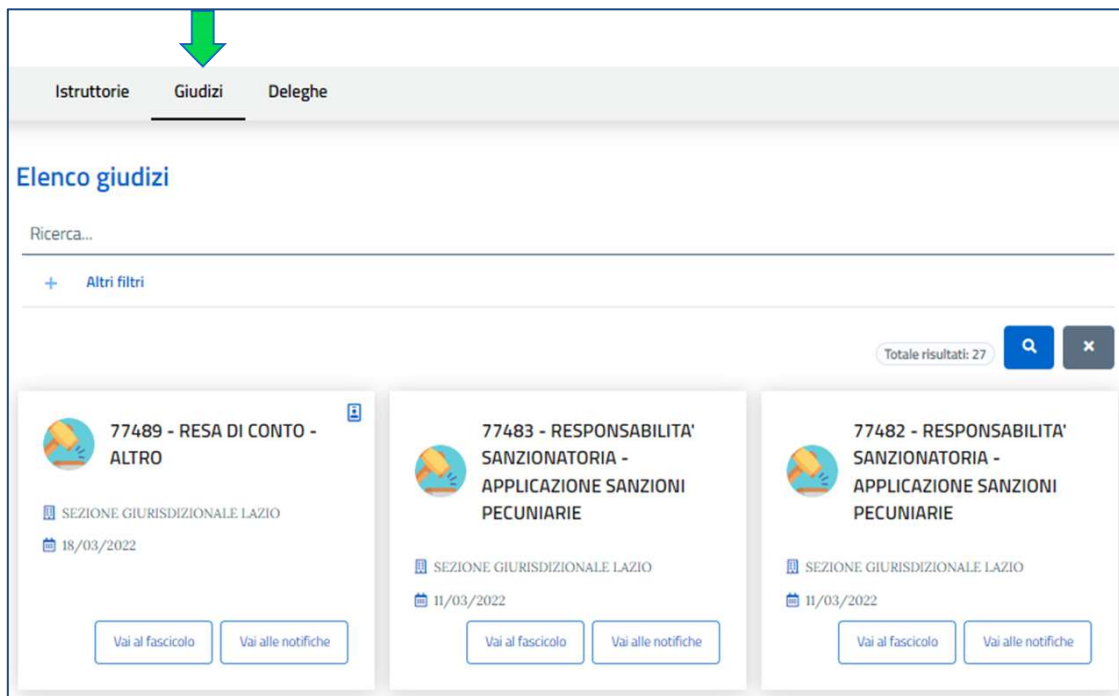 Istruttorie Giudizi Deleghe
Elenco giudizi
Ricerca...
+ Altri filtri
Totale risultati: 27
77489 - RESA DI CONTO -
ALTRO
SEZIONE GIURISDIZIONALE LAZIO
18/03/2022
Vai al fascicolo Vai alle notifiche
77483 - RESPONSABILITA'
SANZIONATORIA -
APPLICAZIONE SANZIONI
PECUNIARIE
SEZIONE GIURISDIZIONALE LAZIO
11/03/2022
Vai al fascicolo Vai alle notifiche
77482 - RESPONSABILITA'
SANZIONATORIA -
APPLICAZIONE SANZIONI
PECUNIARIE
SEZIONE GIURISDIZIONALE LAZIO
11/03/2022
Vai al fascicolo Vai alle notifiche